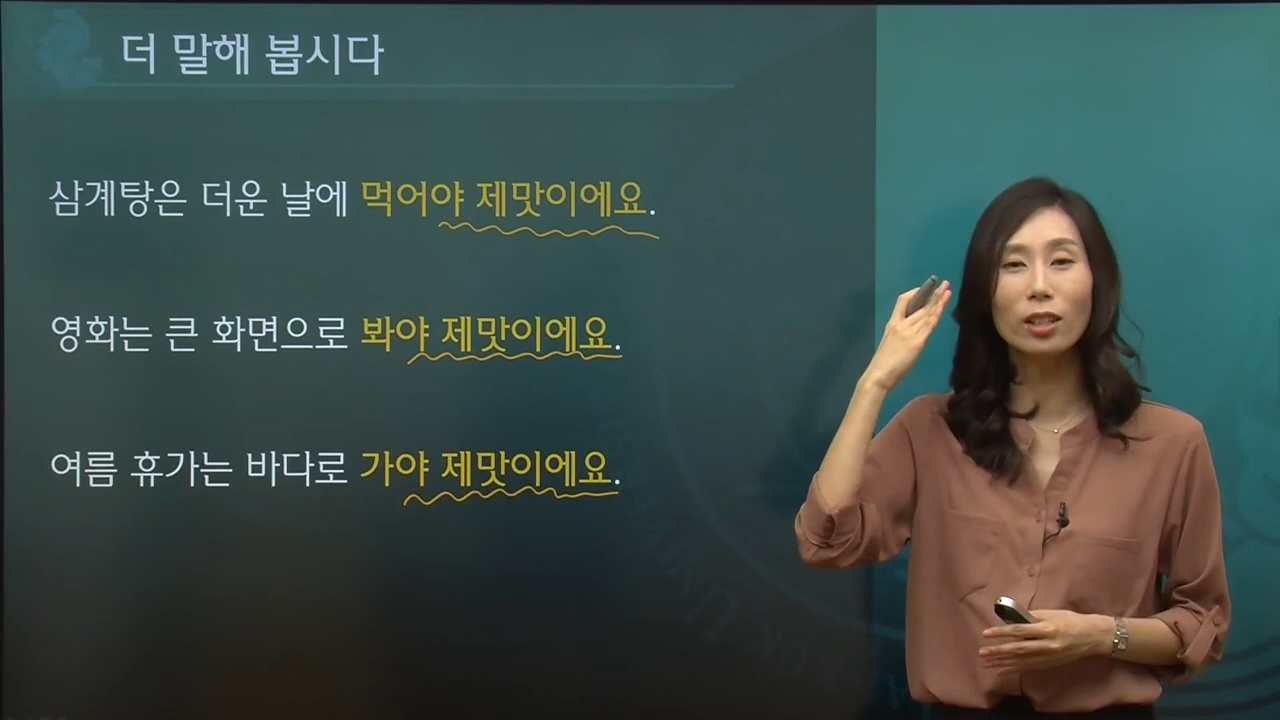 더 말해 봅시다
삼계탕은 더운 날에 먹어야 제맛이에요.
영화는 큰 화면으로 봐야 제맛이에요.
여름 휴가는 바다로 가야 제맛이에요.